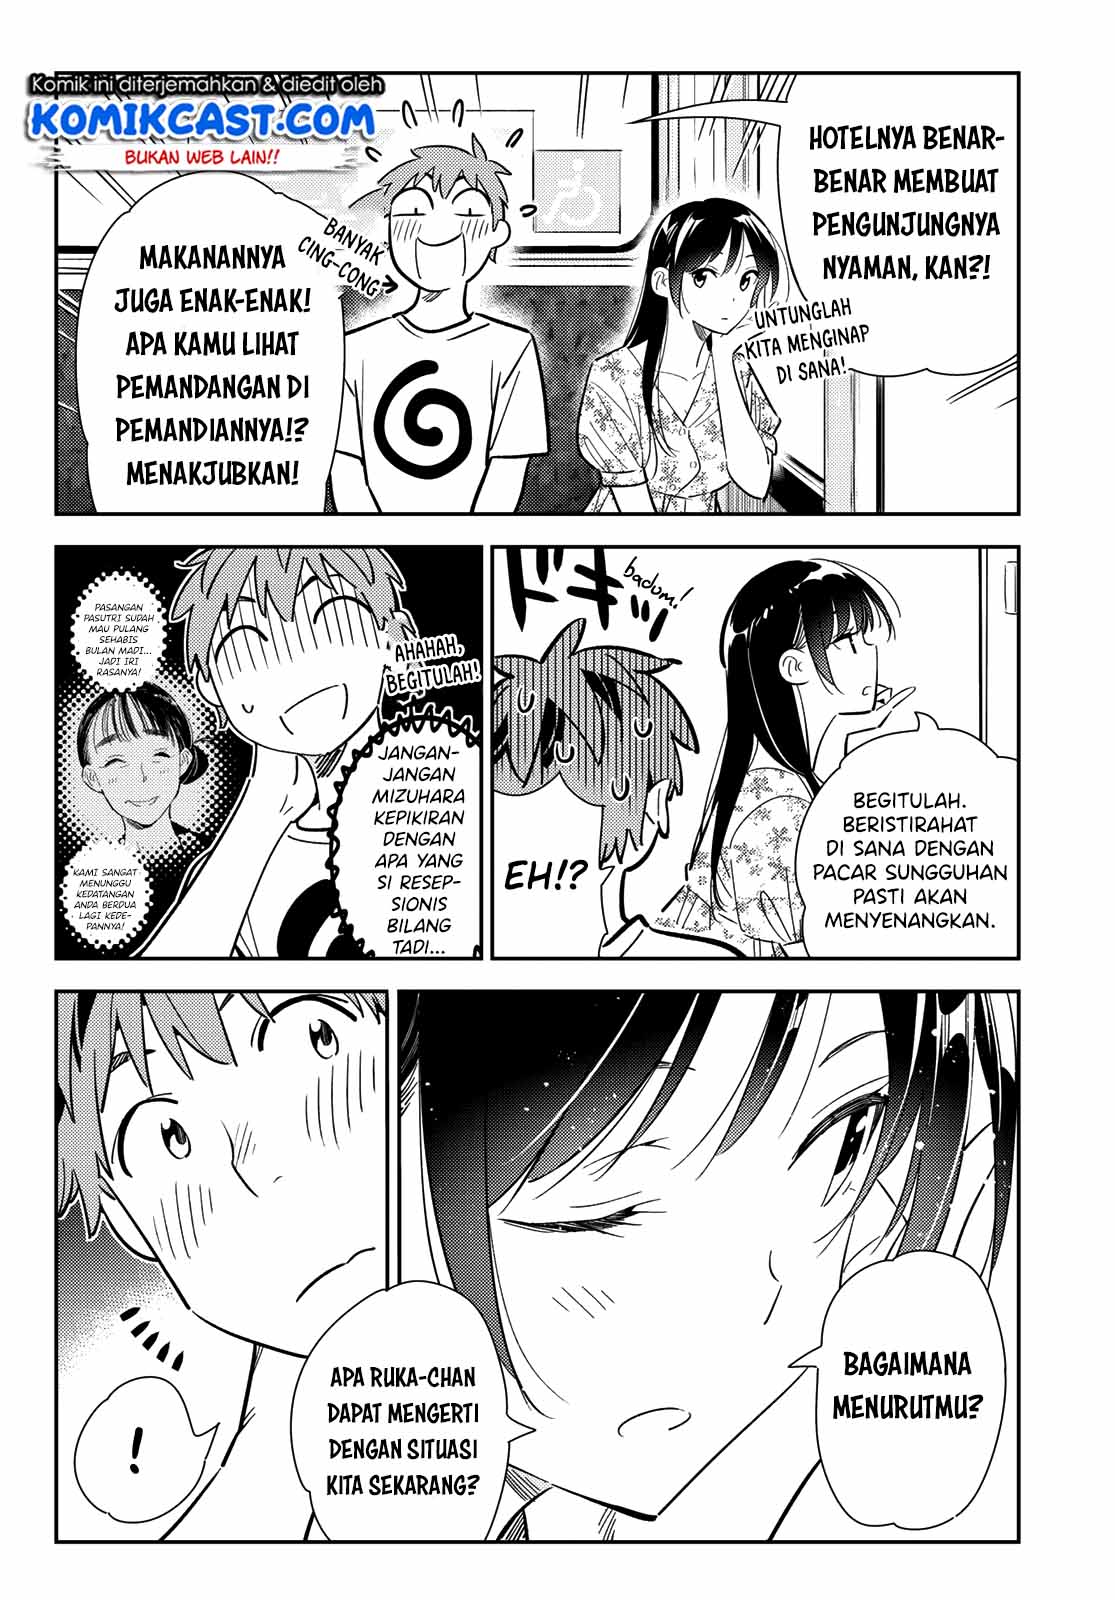 Komik ini diterjemahkan & diedit oleh
KOMIKCAST.COM
BUKAN WEB LAIN!!
HOTELNYA BENAR-
BENAR MEMBUAT
PENGUNJUNGNYA
NYAMAN, KAN?!
UNTUNGLAH
KITA MENGINAP
DI SANA!
BANYAK
CING-CONG
MAKANANNYA
JUGA ENAK-ENAK!
APA KAMU LIHAT
PEMANDANGAN DI
PEMANDIANNYA!?
MENAKJUBKAN!
ドキッ
badum!
BEGITULAH.
BERISTIRAHAT
DI SANA DENGAN
PACAR SUNGGUHAN
PASTI AKAN
MENYENANGKAN.
EH!?
AHAHAH,
BEGITULAH!
JANGAN-
JANGAN
MIZUHARA
KEPIKIRAN
DENGAN
APA YANG
SI RESEP-
SIONIS
BILANG
TADI...
PASANGAN
PASUTRI SUDAH
MAU PULANG
SEHABIS
BULAN MADU...
JADI IRI
RASANYA!
KAMI SANGAT
MENUNGGU
KEDATANGAN
ANDA BERDUA
LAGI KEDE-
PANNYA!
BAGAIMANA
MENURUTMU?
APA RUKA-CHAN
DAPAT MENGERTI
DENGAN SITUASI
KITA SEKARANG?
!